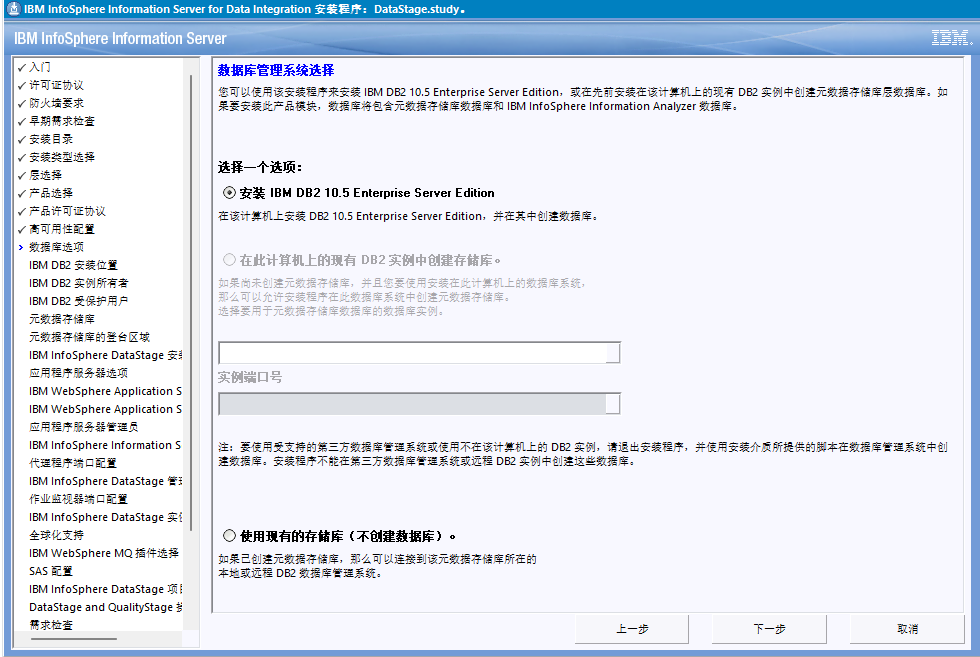 IBM InfoSphere Information Server for Data Integration 安装程序：DataStage.study。
IBM InfoSphere Information Server
IBM.
入门
许可证协议
防火墙要求
早期需求检查
安装目录
安装类型选择
层选择
产品选择
产品许可证协议
高可用性配置
数据库选项
IBM DB2 安装位置
IBM DB2 实例所有者
IBM DB2 受保护用户
元数据存储库
元数据存储库的登台区域
IBM InfoSphere DataStage 安装
应用程序服务器选项
IBM WebSphere Application S
IBM WebSphere Application S
应用程序服务器管理员
IBM InfoSphere Information S
代理程序端口配置
IBM InfoSphere DataStage 管理
作业监视器端口配置
IBM InfoSphere DataStage 实例
全球化支持
IBM WebSphere MQ 插件选择
SAS 配置
IBM InfoSphere DataStage 项目
DataStage and QualityStage
需求检查
数据库管理系统选择
您可以使用该安装程序来安装 IBM DB2 10.5 Enterprise Server Edition，或在先前安装在该计算机上的现有 DB2 实例中创建元数据存储库层数据库。如
果要安装此产品模块，数据库将包含元数据存储库数据库和 IBM InfoSphere Information Analyzer 数据库。
选择一个选项：
安装 IBM DB2 10.5 Enterprise Server Edition
在该计算机上安装 DB2 10.5 Enterprise Server Edition，并在其中创建数据库。
在此计算机上的现有 DB2 实例中创建存储库。
如果尚未创建元数据存储库，并且您要使用安装在此计算机上的数据库系统，
那么可以允许安装程序在此数据库系统中创建元数据存储库。
选择要用于元数据存储库数据库的数据库实例。
实例端口号
注：要使用受支持的第三方数据库管理系统或使用不在该计算机上的 DB2 实例，请退出安装程序，并使用安装介质所提供的脚本在数据库管理系统中创
建数据库。安装程序不能在第三方数据库管理系统或远程 DB2 实例中创建这些数据库。
使用现有的存储库（不创建数据库）。
如果已创建元数据存储库，那么可以连接到该元数据存储库所在的
本地或远程 DB2 数据库管理系统。
上一步
下一步
取消